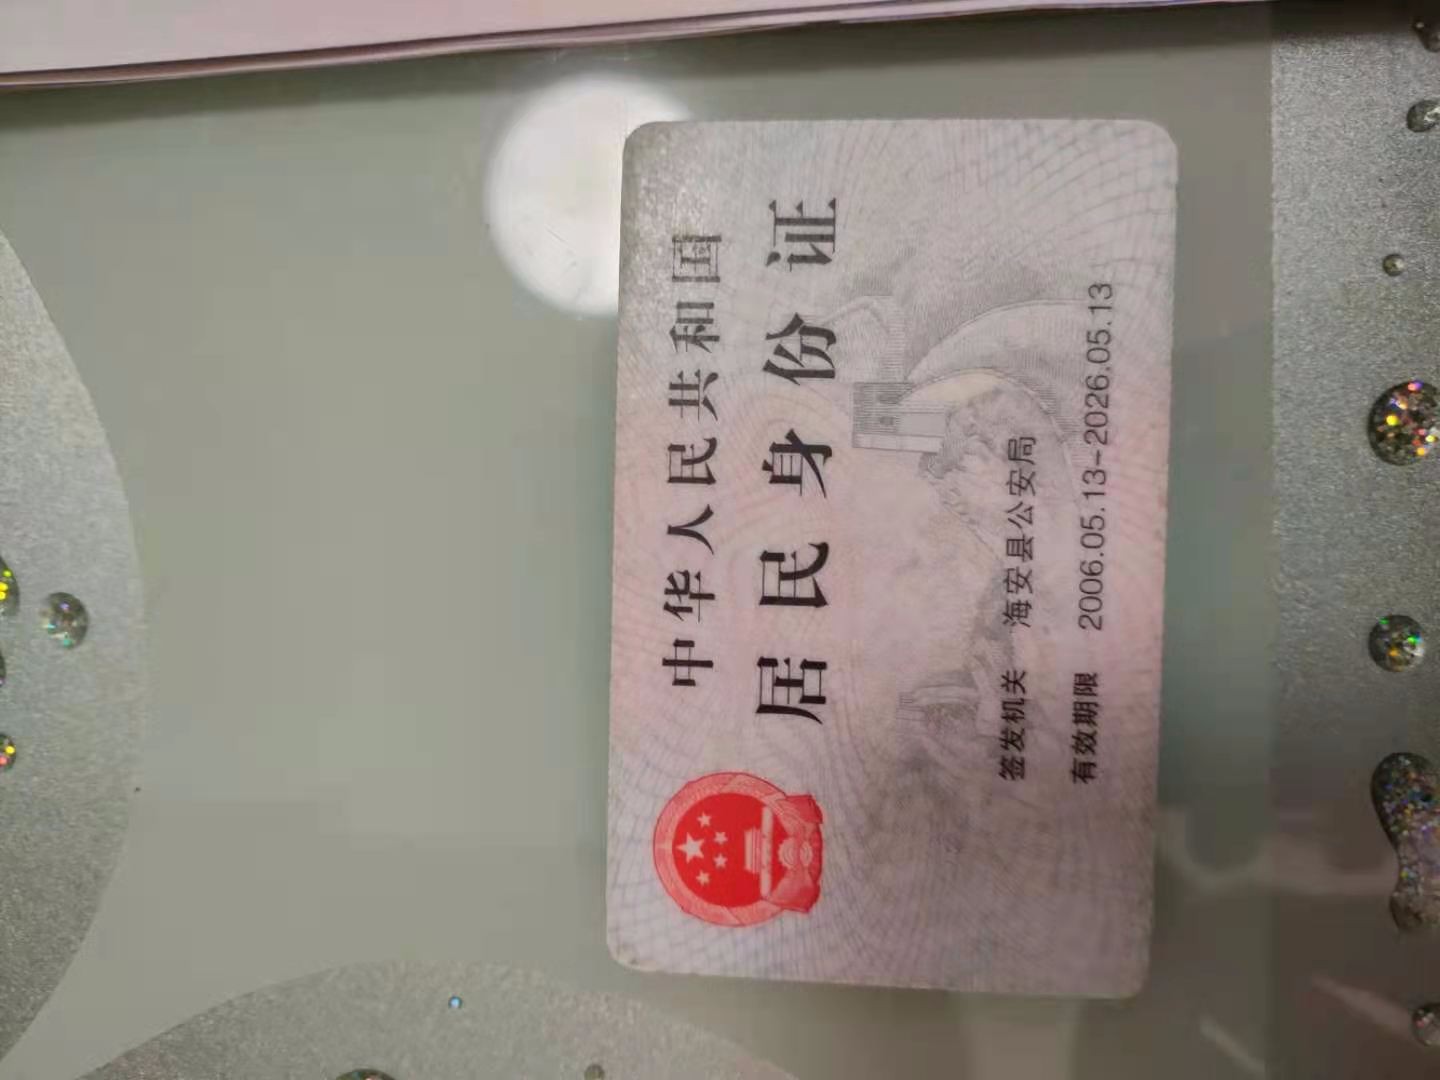 中华人民共和国
居民身份证
签发机关 海安县公安局
有效期限 2006.05.13-2026.05.13